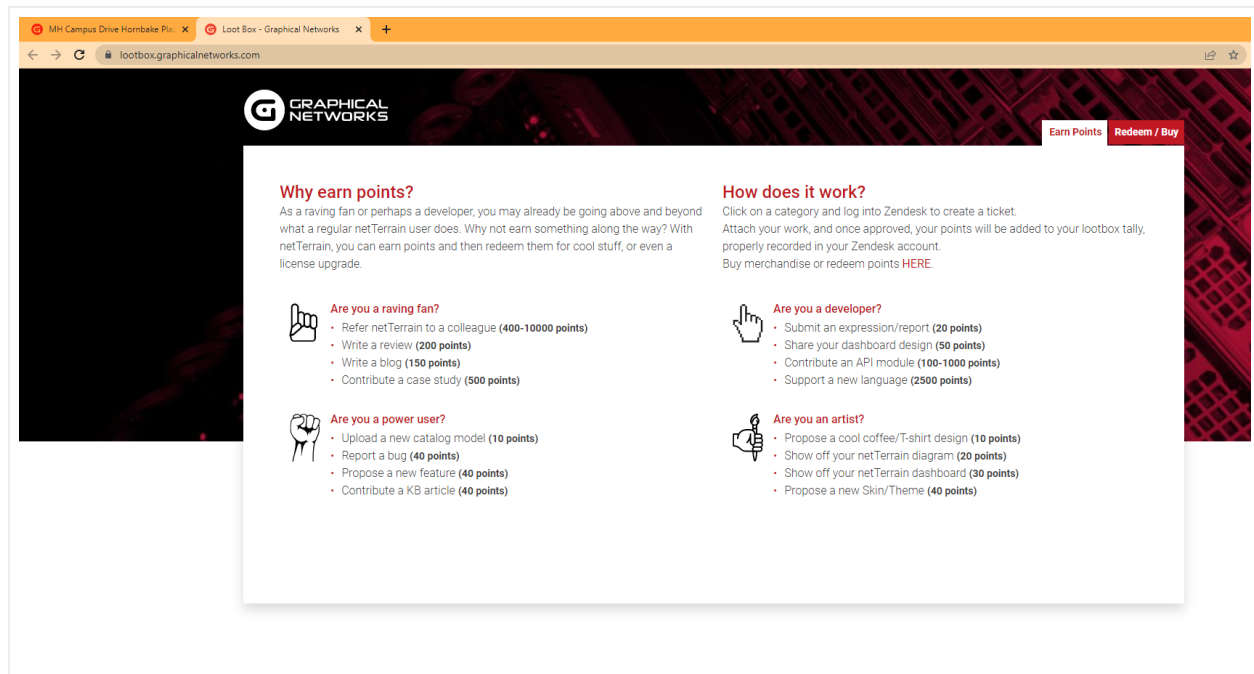 MH Campus Drive Hornbake Pla
Loot Box - Graphical Networks
lootbox.graphicalnetworks.com
GRAPHICAL
NETWORKS
Earn Points
Redeem / Buy
Why earn points?
As a raving fan or perhaps a developer, you may already be going above and beyond
what a regular netTerrain user does. Why not earn something along the way? With
netTerrain, you can earn points and then redeem them for cool stuff, or even a
license upgrade.
How does it work?
Click on a category and log into Zendesk to create a ticket.
Attach your work, and once approved, your points will be added to your lootbox tally,
properly recorded in your Zendesk account.
Buy merchandise or redeem points HERE.
Are you a raving fan?
• Refer netTerrain to a colleague (400-10000 points)
• Write a review (200 points)
• Write a blog (150 points)
• Contribute a case study (500 points)
Are you a developer?
• Submit an expression/report (20 points)
• Share your dashboard design (50 points)
• Contribute an API module (100-1000 points)
• Support a new language (2500 points)
Are you a power user?
• Upload a new catalog model (10 points)
• Report a bug (40 points)
• Propose a new feature (40 points)
• Contribute a KB article (40 points)
Are you an artist?
• Propose a cool coffee/T-shirt design (10 points)
• Show off your netTerrain diagram (20 points)
• Show off your netTerrain dashboard (30 points)
• Propose a new Skin/Theme (40 points)